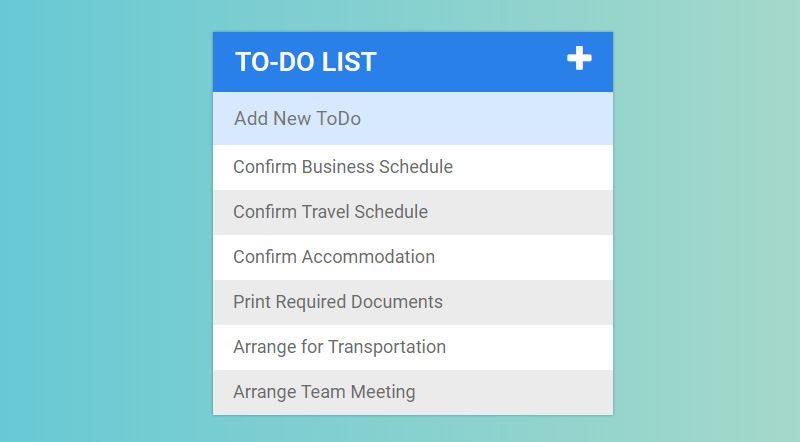 TO-DO LIST
Add New ToDo
Confirm Business Schedule
Confirm Travel Schedule
Confirm Accommodation
Print Required Documents
Arrange for Transportation
Arrange Team Meeting